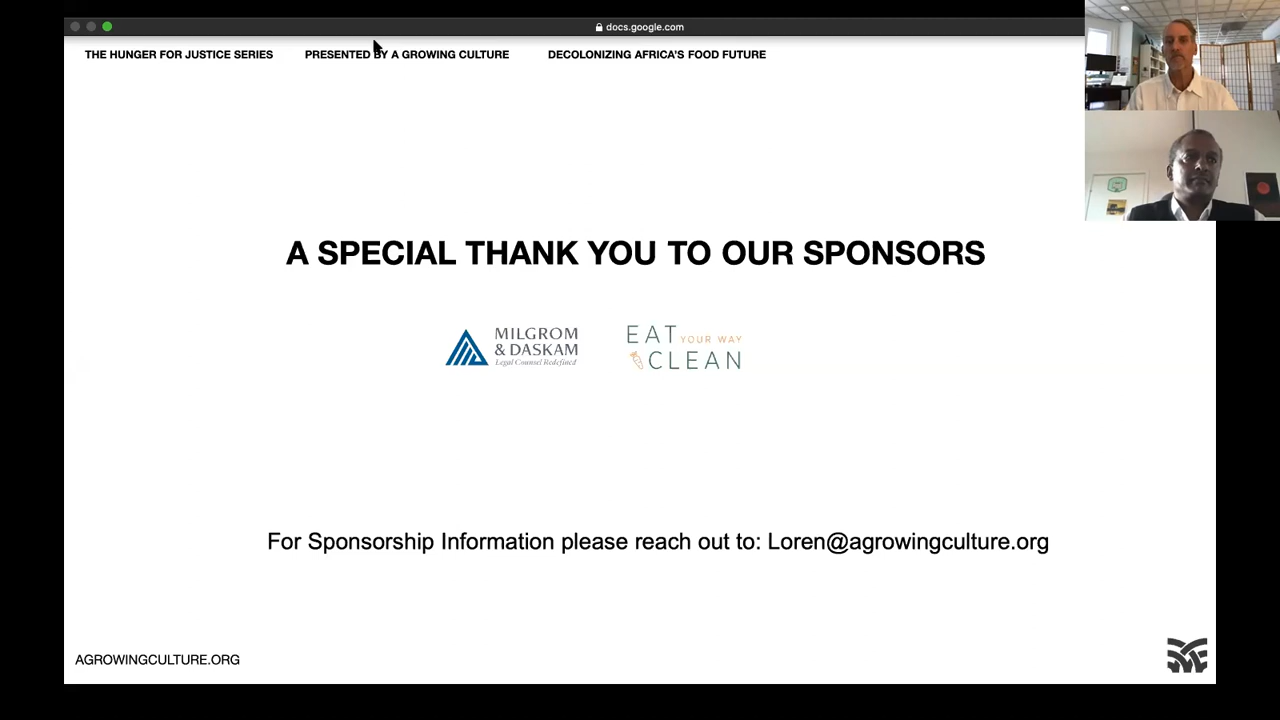 docs.google.com
THE HUNGER FOR JUSTICE SERIES
PRESENTED BY A GROWING CULTURE
DECOLONIZING AFRICA'S FOOD FUTURE
A SPECIAL THANK YOU TO OUR SPONSORS
MILGROM
& DASKAM
Legal Counsel Redefined
EAT YOUR WAY
CLEAN
For Sponsorship Information please reach out to: Loren@agrowingculture.org
AGROWINGCULTURE.ORG